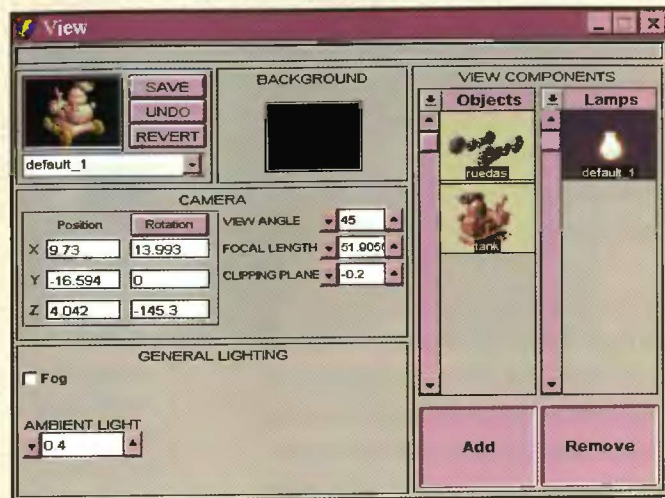 View
SAVE
UNDO
REVERT
default_1
BACKGROUND
CAMERA
Position Rotation
X 9.73 13.993
Y -16.594 0
Z 4.042 -145.3
VIEW ANGLE 45
FOCAL LENGTH
CLIPPING PLANE -0.2
GENERAL LIGHTING
Fog
AMBIENT LIGHT
0.4
VIEW COMPONENTS
Objects Lamps
ruedas
default_1
tank
Add Remove